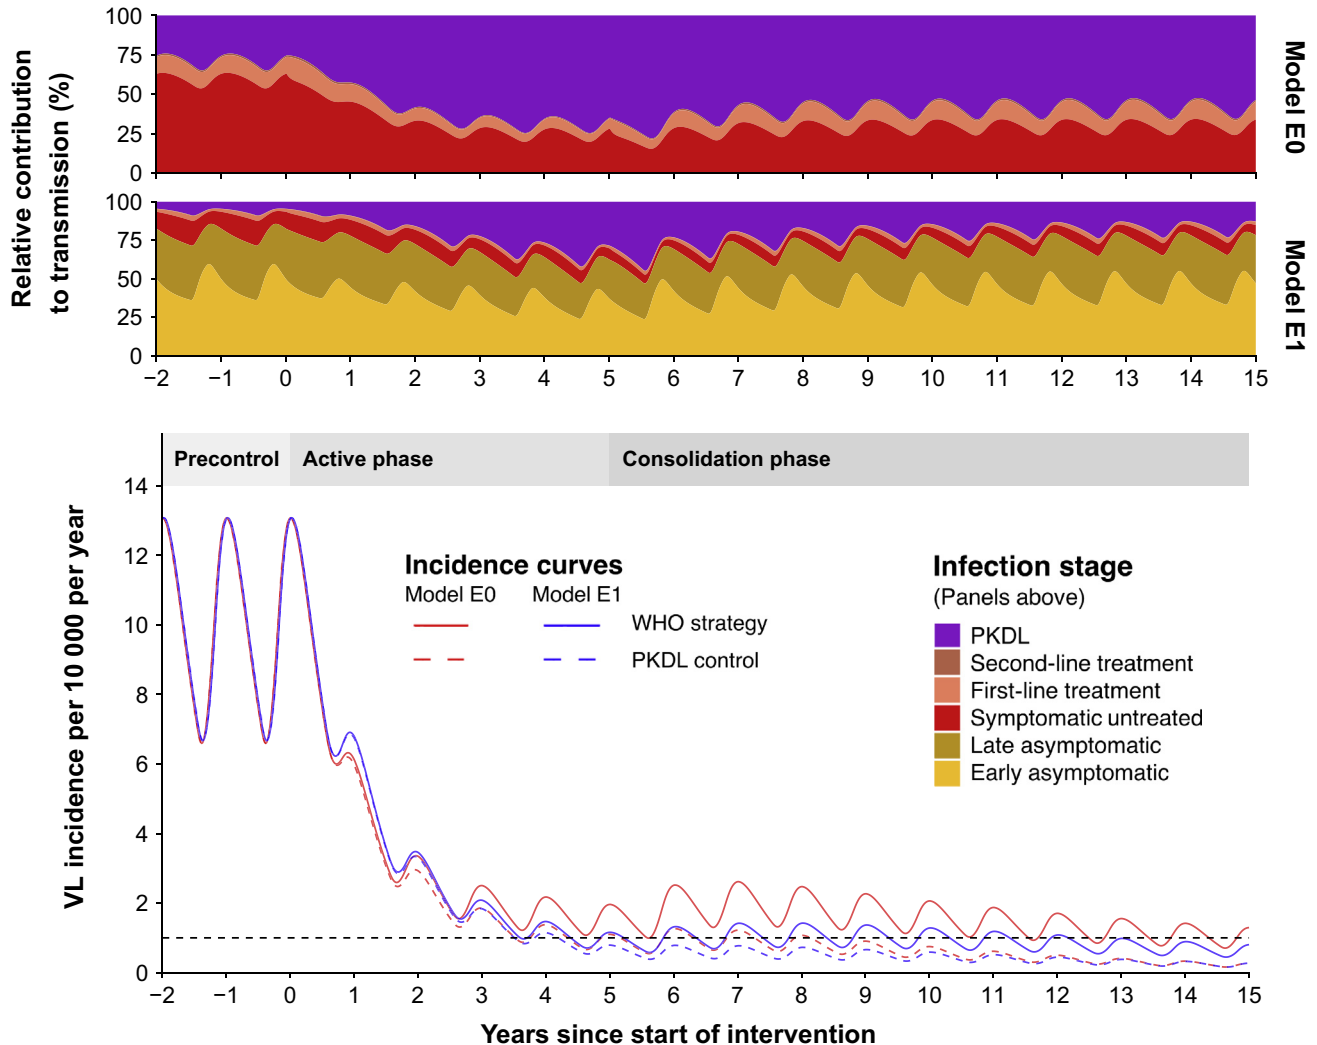 Relative contribution
to transmission (%)
100
75
50
25
0
Model E0
100
75
50
25
0
Model E1
−2 −1 0 1 2 3 4 5 6 7 8 9 10 11 12 13 14 15
Precontrol Active phase Consolidation phase
VL incidence per 10 000 per year
14
12
10
8
6
4
2
0
Incidence curves
Model E0 Model E1
WHO strategy
PKDL control
Infection stage
(Panels above)
PKDL
Second-line treatment
First-line treatment
Symptomatic untreated
Late asymptomatic
Early asymptomatic
−2 −1 0 1 2 3 4 5 6 7 8 9 10 11 12 13 14 15
Years since start of intervention